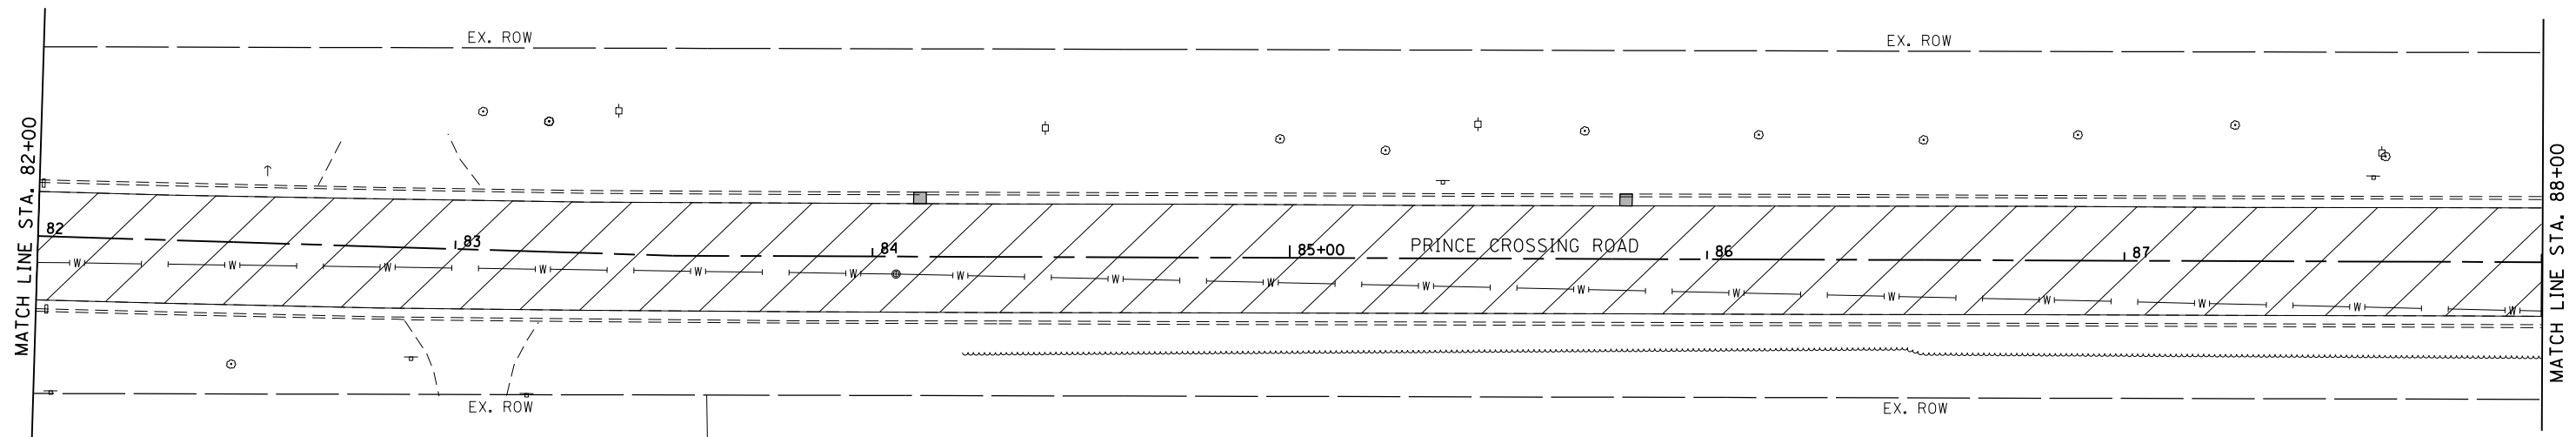 EX. ROW
EX. ROW
MATCH LINE STA. 82+00
MATCH LINE STA. 88+00
82
83
84
85+00
PRINCE CROSSING ROAD
86
87
W W W W W W W W W W W W W W W W W
EX. ROW
EX. ROW